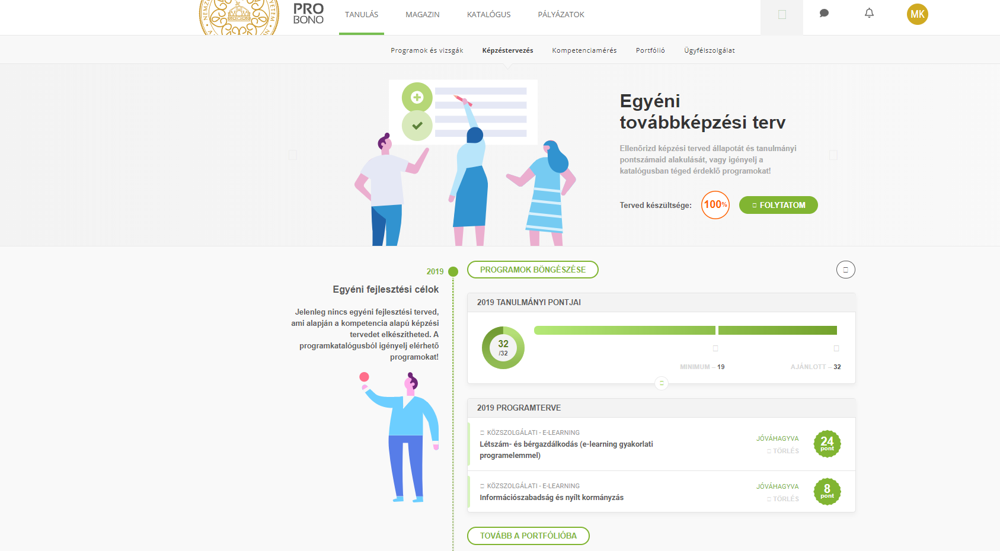 PRO
BONO
TANULÁS
MAGAZIN
KATALÓGUS
PÁLYÁZATOK
MK
Programok és vizsgák
Képzéstervezés
Kompetenciamérés
Portfólió
Ügyfélszolgálat
Egyéni
továbbképzési terv
Ellenőrizd képzési terved állapotát és tanulmányi
pontszámaid alakulását, vagy igényelj a
katalógusban téged érdeklő programokat!
Terved készültsége:
100%
FOLYTATOM
2019
Egyéni fejlesztési célok
Jelenleg nincs egyéni fejlesztési terved,
ami alapján a kompetencia alapú képzési
tervedet elkészítheted. A
programkatalógusból igényelj elérhető
programokat!
PROGRAMOK BÖNGÉSZÉSE
2019 TANULMÁNYI PONTJAI
32
/32
MINIMUM – 19
AJÁNLOTT – 32
2019 PROGRAMTERVE
KÖZSZOLGÁLATI - E-LEARNING
Létszám- és bérgazdálkodás (e-learning gyakorlati
programelemmel)
JÓVÁHAGYVA
TÖRLÉS
24
pont
KÖZSZOLGÁLATI - E-LEARNING
Információszabadság és nyílt kormányzás
JÓVÁHAGYVA
TÖRLÉS
8
pont
TOVÁBB A PORTFÓLIÓBA